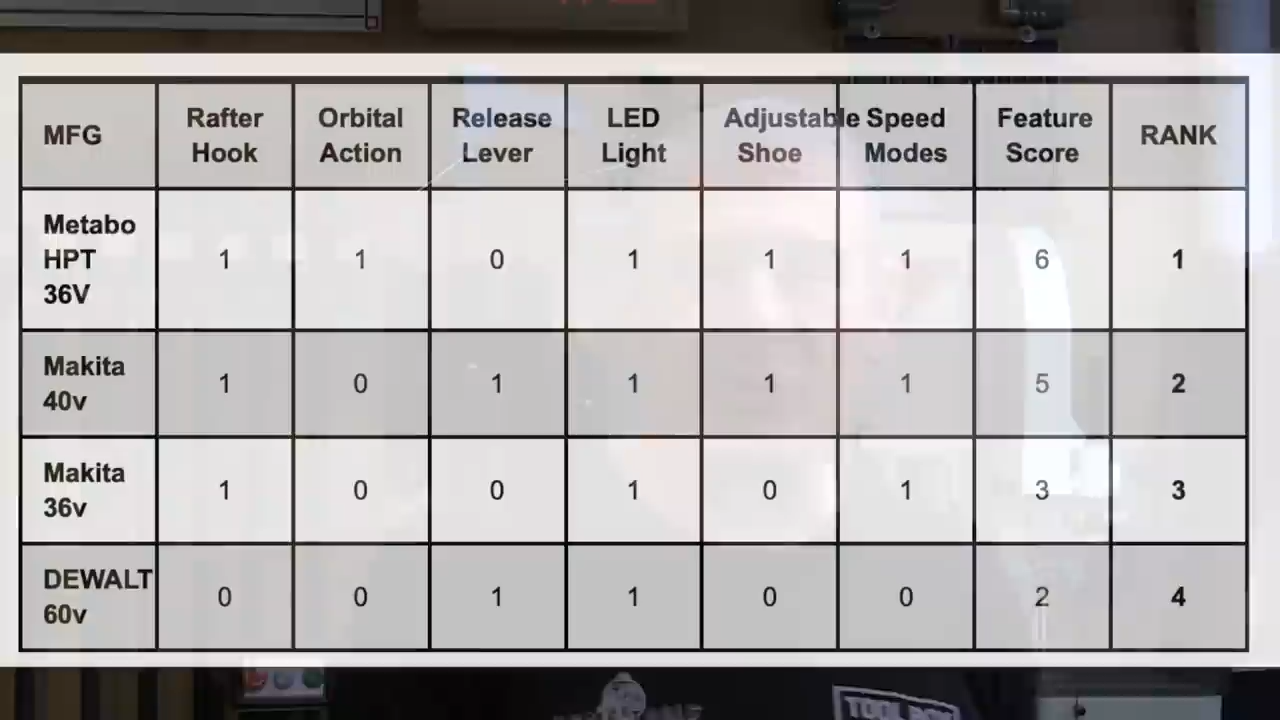 MFG Rafter Hook Orbital Action Release Lever LED Light Adjustable Shoe Speed Modes Feature Score RANK
Metabo HPT 36V 1 1 0 1 1 1 6 1
Makita 40v 1 0 1 1 1 1 5 2
Makita 36v 1 0 0 1 0 1 3 3
DEWALT 60v 0 0 1 1 0 0 2 4